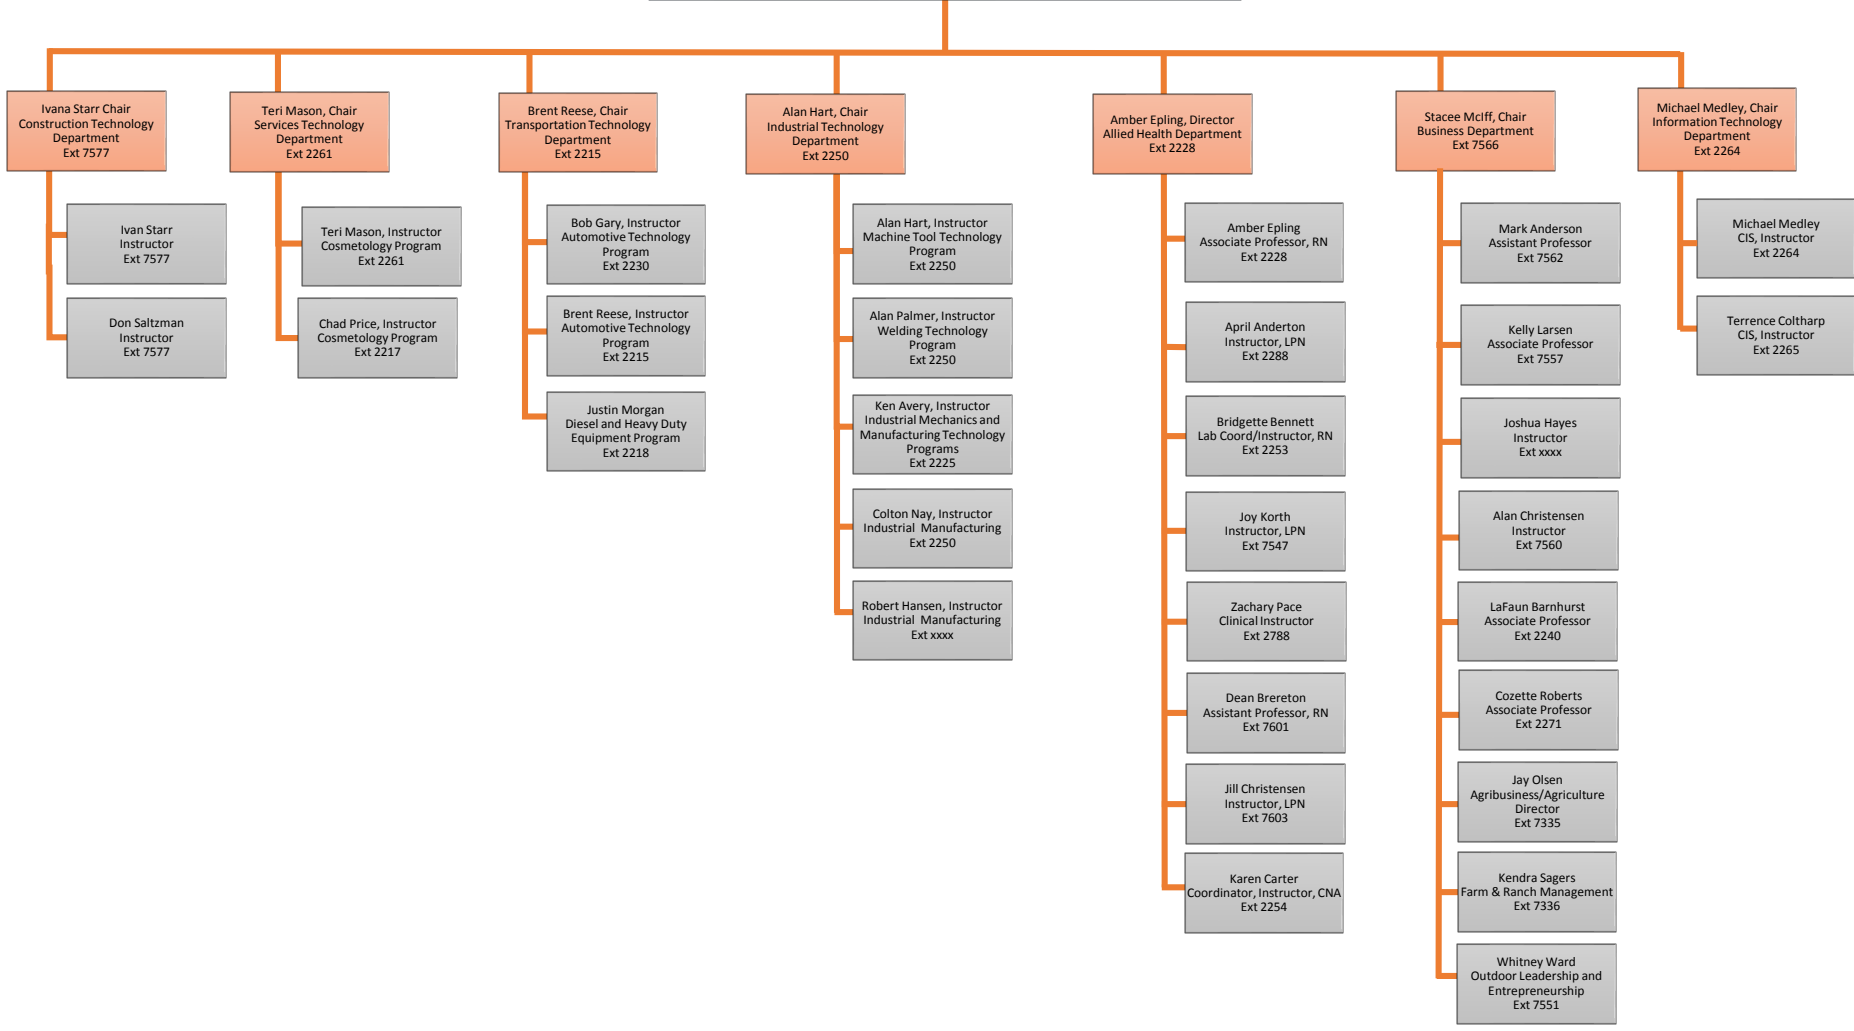 Ivana Starr Chair
Construction Technology
Department
Ext 7577
Ivan Starr
Instructor
Ext 7577
Don Saltzman
Instructor
Ext 7577
Teri Mason, Chair
Services Technology
Department
Ext 2261
Teri Mason, Instructor
Cosmetology Program
Ext 2261
Chad Price, Instructor
Cosmetology Program
Ext 2217
Brent Reese, Chair
Transportation Technology
Department
Ext 2215
Bob Gary, Instructor
Automotive Technology
Program
Ext 2230
Brent Reese, Instructor
Automotive Technology
Program
Ext 2215
Justin Morgan
Diesel and Heavy Duty
Equipment Program
Ext 2218
Alan Hart, Chair
Industrial Technology
Department
Ext 2250
Alan Hart, Instructor
Machine Tool Technology
Program
Ext 2250
Alan Palmer, Instructor
Welding Technology
Program
Ext 2250
Ken Avery, Instructor
Industrial Mechanics and
Manufacturing Technology
Programs
Ext 2225
Colton Nay, Instructor
Industrial Manufacturing
Ext 2250
Robert Hansen, Instructor
Industrial Manufacturing
Ext xxxx
Amber Epling, Director
Allied Health Department
Ext 2228
Amber Epling
Associate Professor, RN
Ext 2228
April Anderton
Instructor, LPN
Ext 2288
Bridgette Bennett
Lab Coord/Instructor, RN
Ext 2253
Joy Korth
Instructor, LPN
Ext 7547
Zachary Pace
Clinical Instructor
Ext 2788
Dean Brereton
Assistant Professor, RN
Ext 7601
Jill Christensen
Instructor, LPN
Ext 7603
Karen Carter
Coordinator, Instructor, CNA
Ext 2254
Stacee McIff, Chair
Business Department
Ext 7566
Mark Anderson
Assistant Professor
Ext 7562
Kelly Larsen
Associate Professor
Ext 7557
Joshua Hayes
Instructor
Ext xxxx
Alan Christensen
Instructor
Ext 7560
LaFaun Barnhurst
Associate Professor
Ext 2240
Cozette Roberts
Associate Professor
Ext 2271
Jay Olsen
Agribusiness/Agriculture
Director
Ext 7335
Kendra Sagers
Farm & Ranch Management
Ext 7336
Whitney Ward
Outdoor Leadership and
Entrepreneurship
Ext 7551
Michael Medley, Chair
Information Technology
Department
Ext 2264
Michael Medley
CIS, Instructor
Ext 2264
Terrence Coltharp
CIS, Instructor
Ext 2265